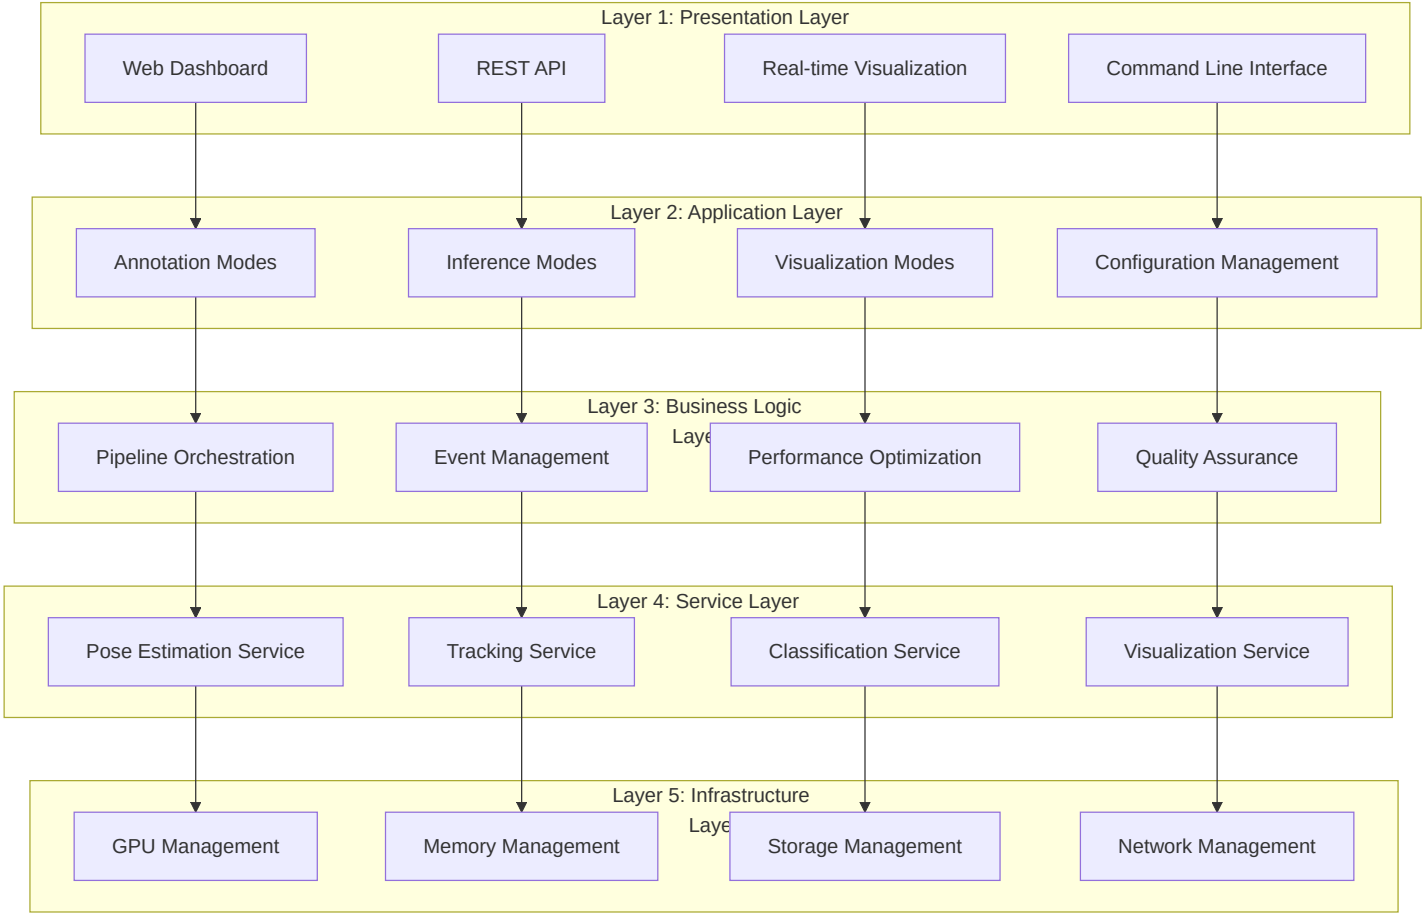 Layer 1: Presentation Layer
Web Dashboard
REST API
Real-time Visualization
Command Line Interface
Layer 2: Application Layer
Annotation Modes
Inference Modes
Visualization Modes
Configuration Management
Layer 3: Business Logic
Pipeline Orchestration
Event Management
Performance Optimization
Quality Assurance
Layer 4: Service Layer
Pose Estimation Service
Tracking Service
Classification Service
Visualization Service
Layer 5: Infrastructure
GPU Management
Memory Management
Storage Management
Network Management